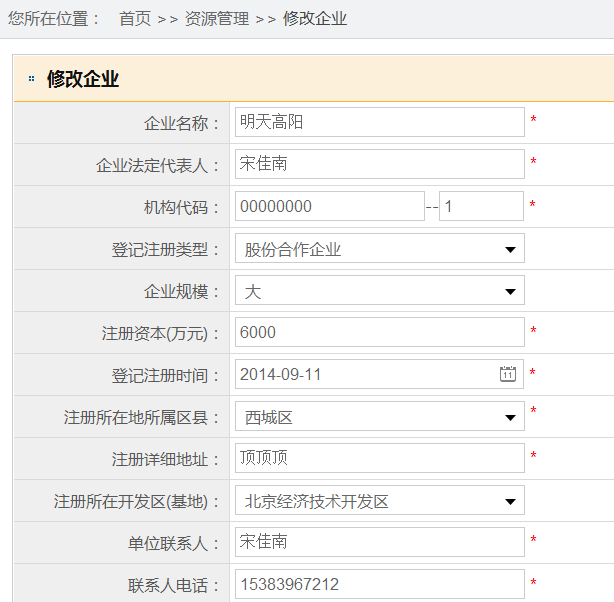 您所在位置： 首页 >> 资源管理 >> 修改企业
修改企业
企业名称： 明天高阳 *
企业法定代表人： 宋佳南 *
机构代码： 00000000 -- 1 *
登记注册类型： 股份合作企业
企业规模： 大
注册资本(万元)： 6000 *
登记注册时间： 2014-09-11 11 *
注册所在地所属区县： 西城区 *
注册详细地址： 顶顶顶 *
注册所在开发区(基地)： 北京经济技术开发区
单位联系人： 宋佳南 *
联系人电话： 15383967212 *